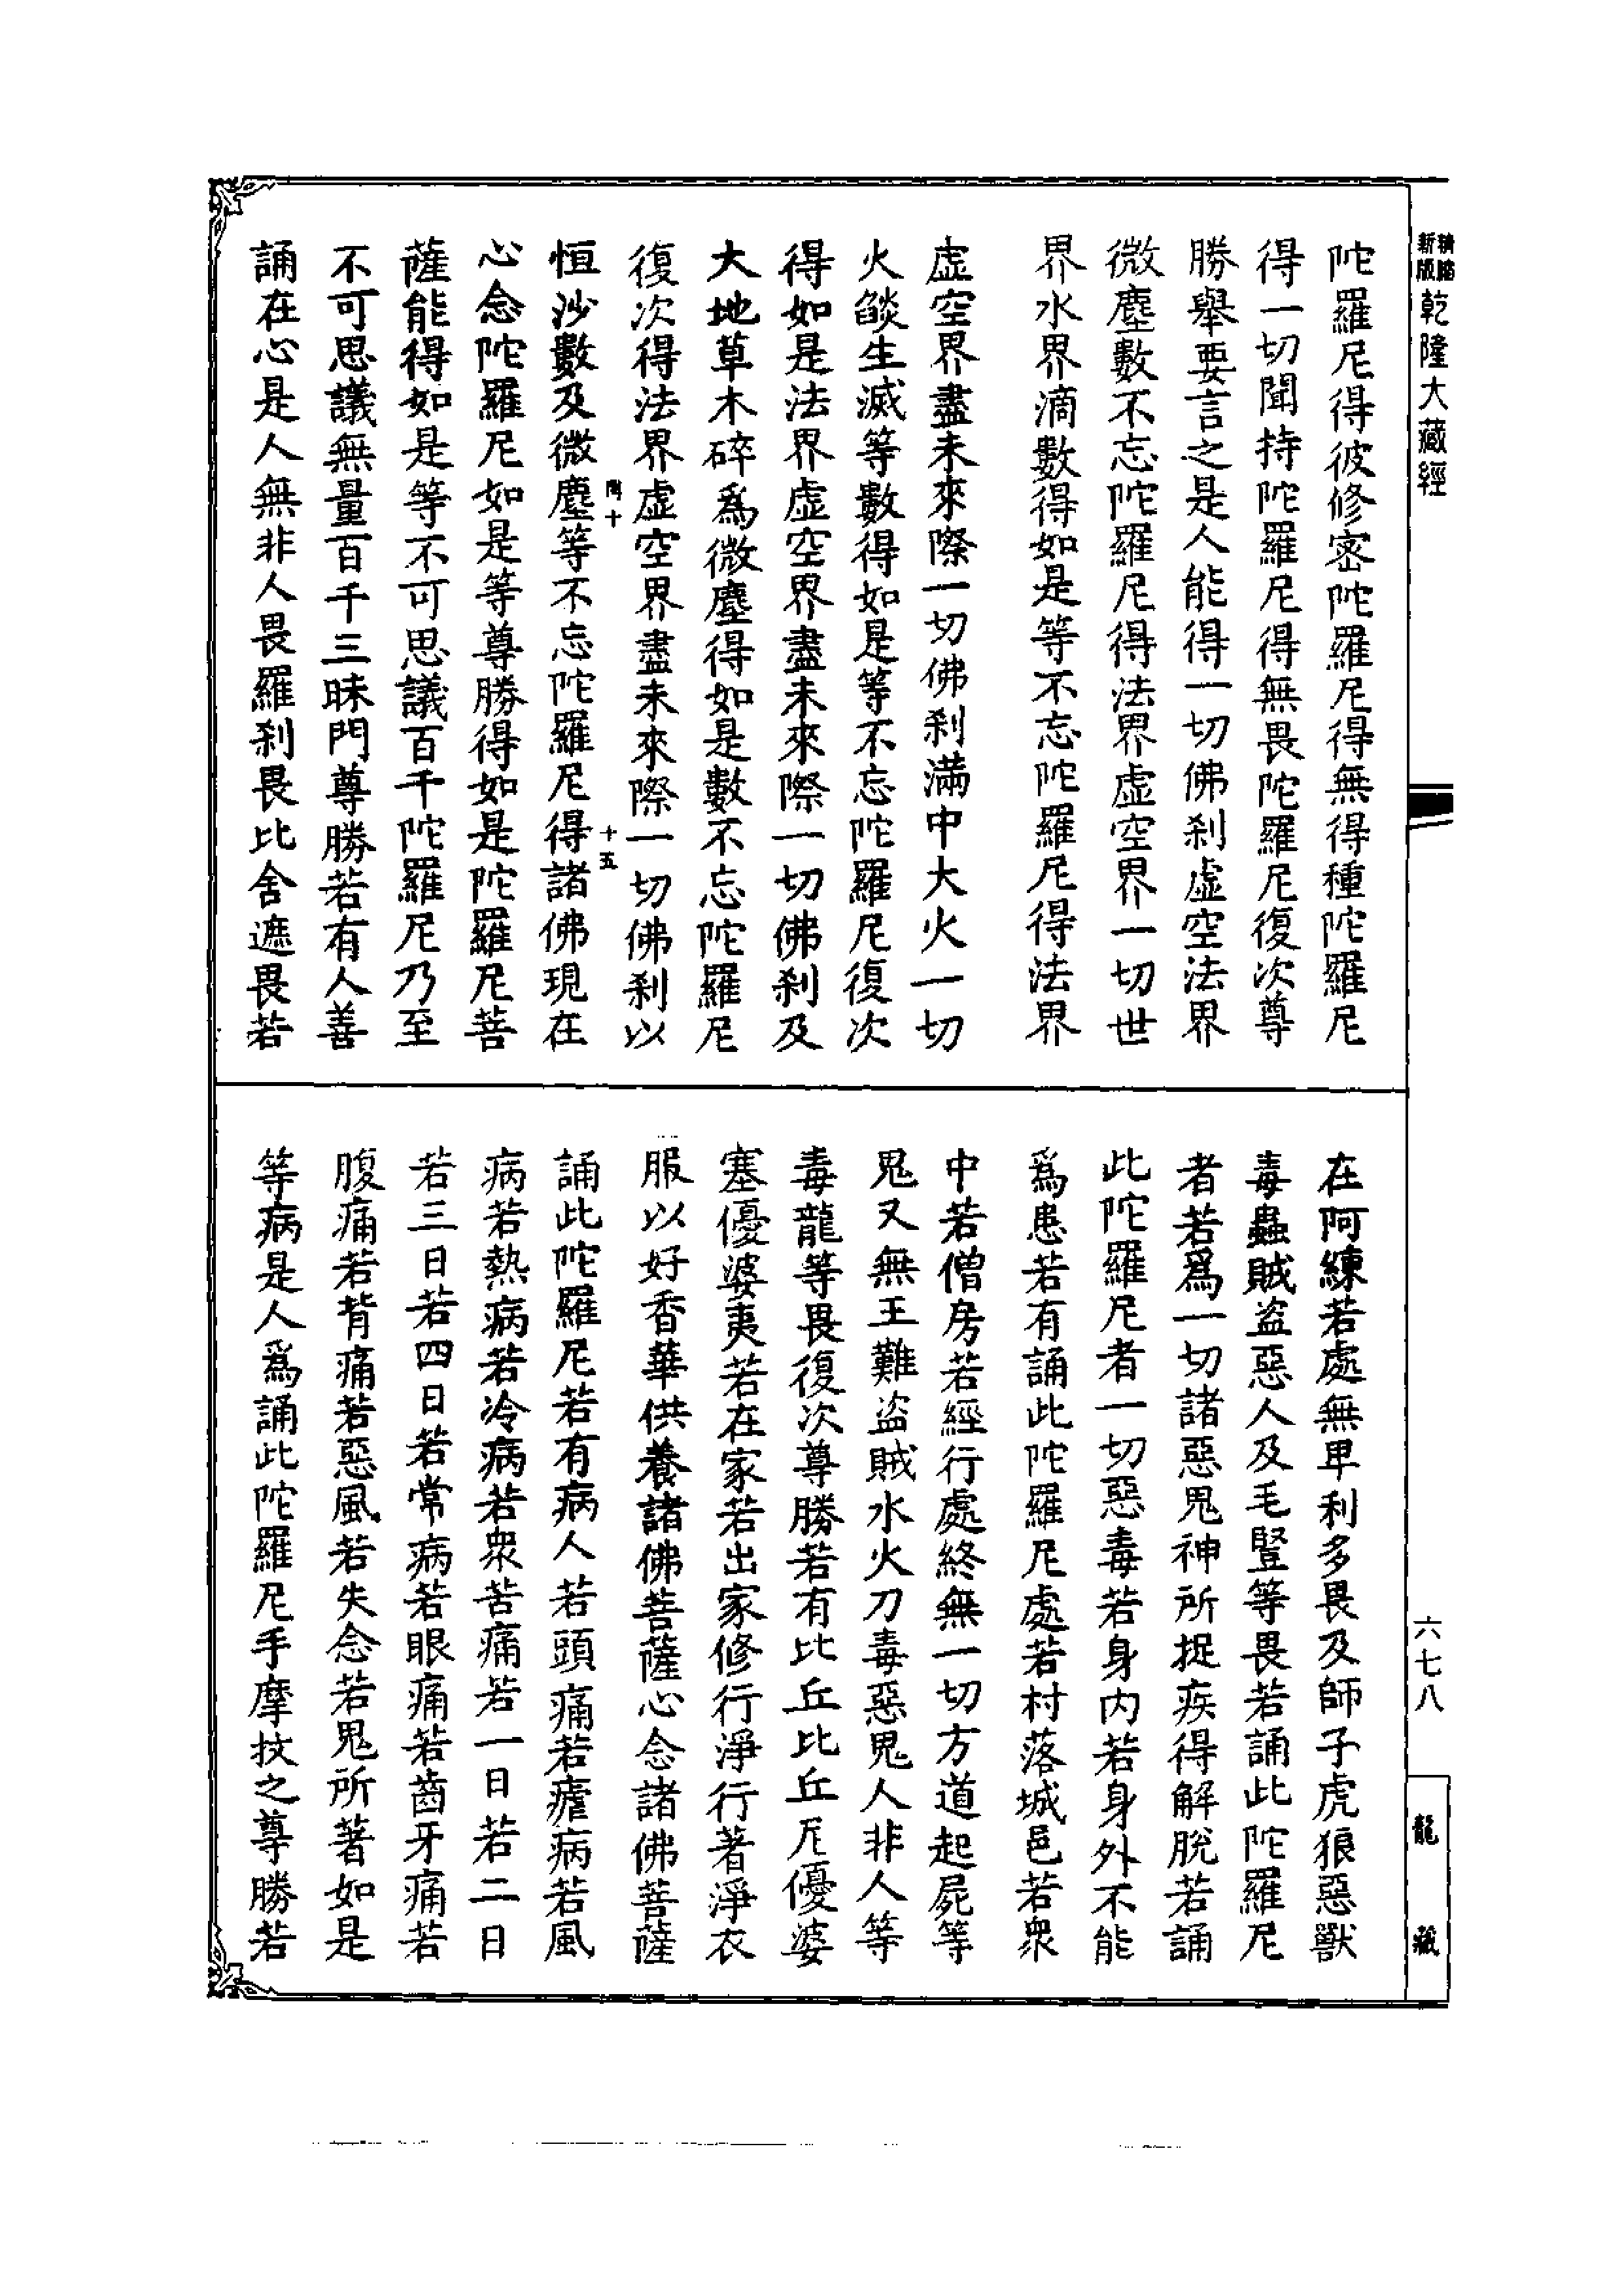 乾隆大藏經
陀羅尼得彼修密陀羅尼得無得種陀羅尼
得一切聞持陀羅尼得無畏陀羅尼復次尊
勝舉要言之是人能得一切佛刹虛空法界
微塵數不忘陀羅尼得法界虛空界一切世
界水界滴數得如是等不忘陀羅尼得法界
虛空界盡未來際一切佛刹滿中大火一切
火燄生滅等數得如是等不忘陀羅尼復次
得如是法界虛空界盡未來際一切佛刹及
大地草木碎爲微塵得如是數不忘陀羅尼
復次得法界虛空界盡未來際一切佛刹以
十五
恒沙數及微塵等不忘陀羅尼得諸佛現在
心念陀羅尼如是等尊勝得如是陀羅尼菩
薩能得如是等不可思議百千陀羅尼乃至
不可思議無量百千三昧門尊勝若有人善
誦在心是人無非人畏羅刹畏比舍遮畏若
在阿練若處無卑利多畏及師子虎狼惡獸
毒蟲賊盜惡人及毛豎等畏若誦此陀羅尼
者若爲一切諸惡鬼神所捉疾得解脫若誦
此陀羅尼者一切惡毒若身内若身外不能
爲患若有誦此陀羅尼處若村落城邑若衆
中若僧房若經行處終無一切方道起屍等
鬼又無王難盜賊水火刀毒惡鬼人非人等
毒龍等畏復次尊勝若有比丘比丘尼優婆
塞優婆夷若在家若出家修行淨行著淨衣
服以好香華供養諸佛菩薩心念諸佛菩薩
誦此陀羅尼若有病人若頭痛若瘧病若風
病若熱病若冷病若衆苦痛若一日若二日
若三日若四日若常病若眼痛若齒牙痛若
腹痛若背痛若惡風若失念若鬼所著如是
等病是人爲誦此陀羅尼手摩抆之尊勝若
六七八
龍藏